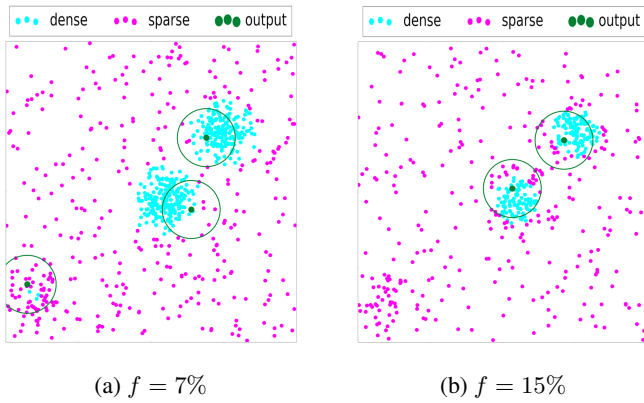 dense sparse output
dense sparse output
(a) f = 7%
(b) f = 15%